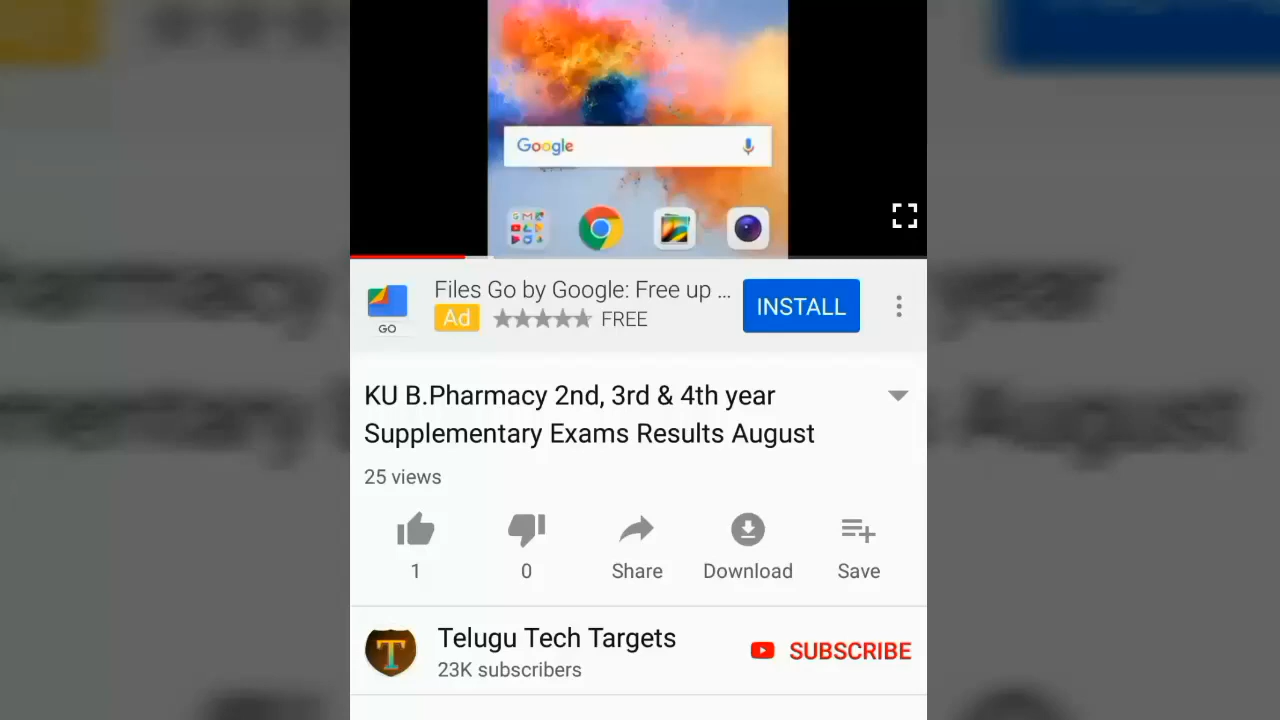 Google
Files Go by Google: Free up ...
GO
Ad
FREE
INSTALL
KU B.Pharmacy 2nd, 3rd & 4th year
Supplementary Exams Results August
25 views
1
0
Share
Download
Save
T
Telugu Tech Targets
23K subscribers
SUBSCRIBE